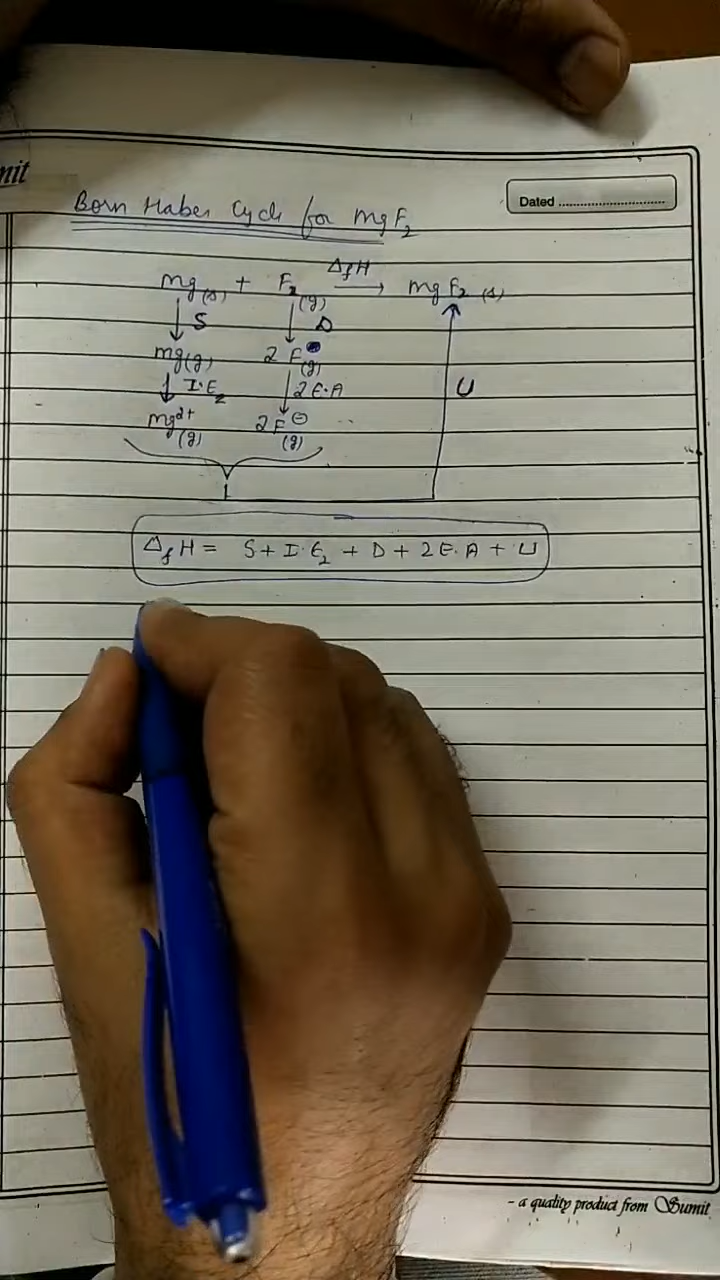 mit
Dated ............................
Born Haber Cycle for MgF₂
Mg(s) + F₂(g) ΔfH → MgF₂(s)
↓ S ↓ D
Mg(g) 2F(g)
↓ I.E₂ ↓ 2E.A U
Mg²⁺(g) 2F⊖(g)
ΔfH = S + I.E₂ + D + 2E.A + U
- a quality product from Sumit